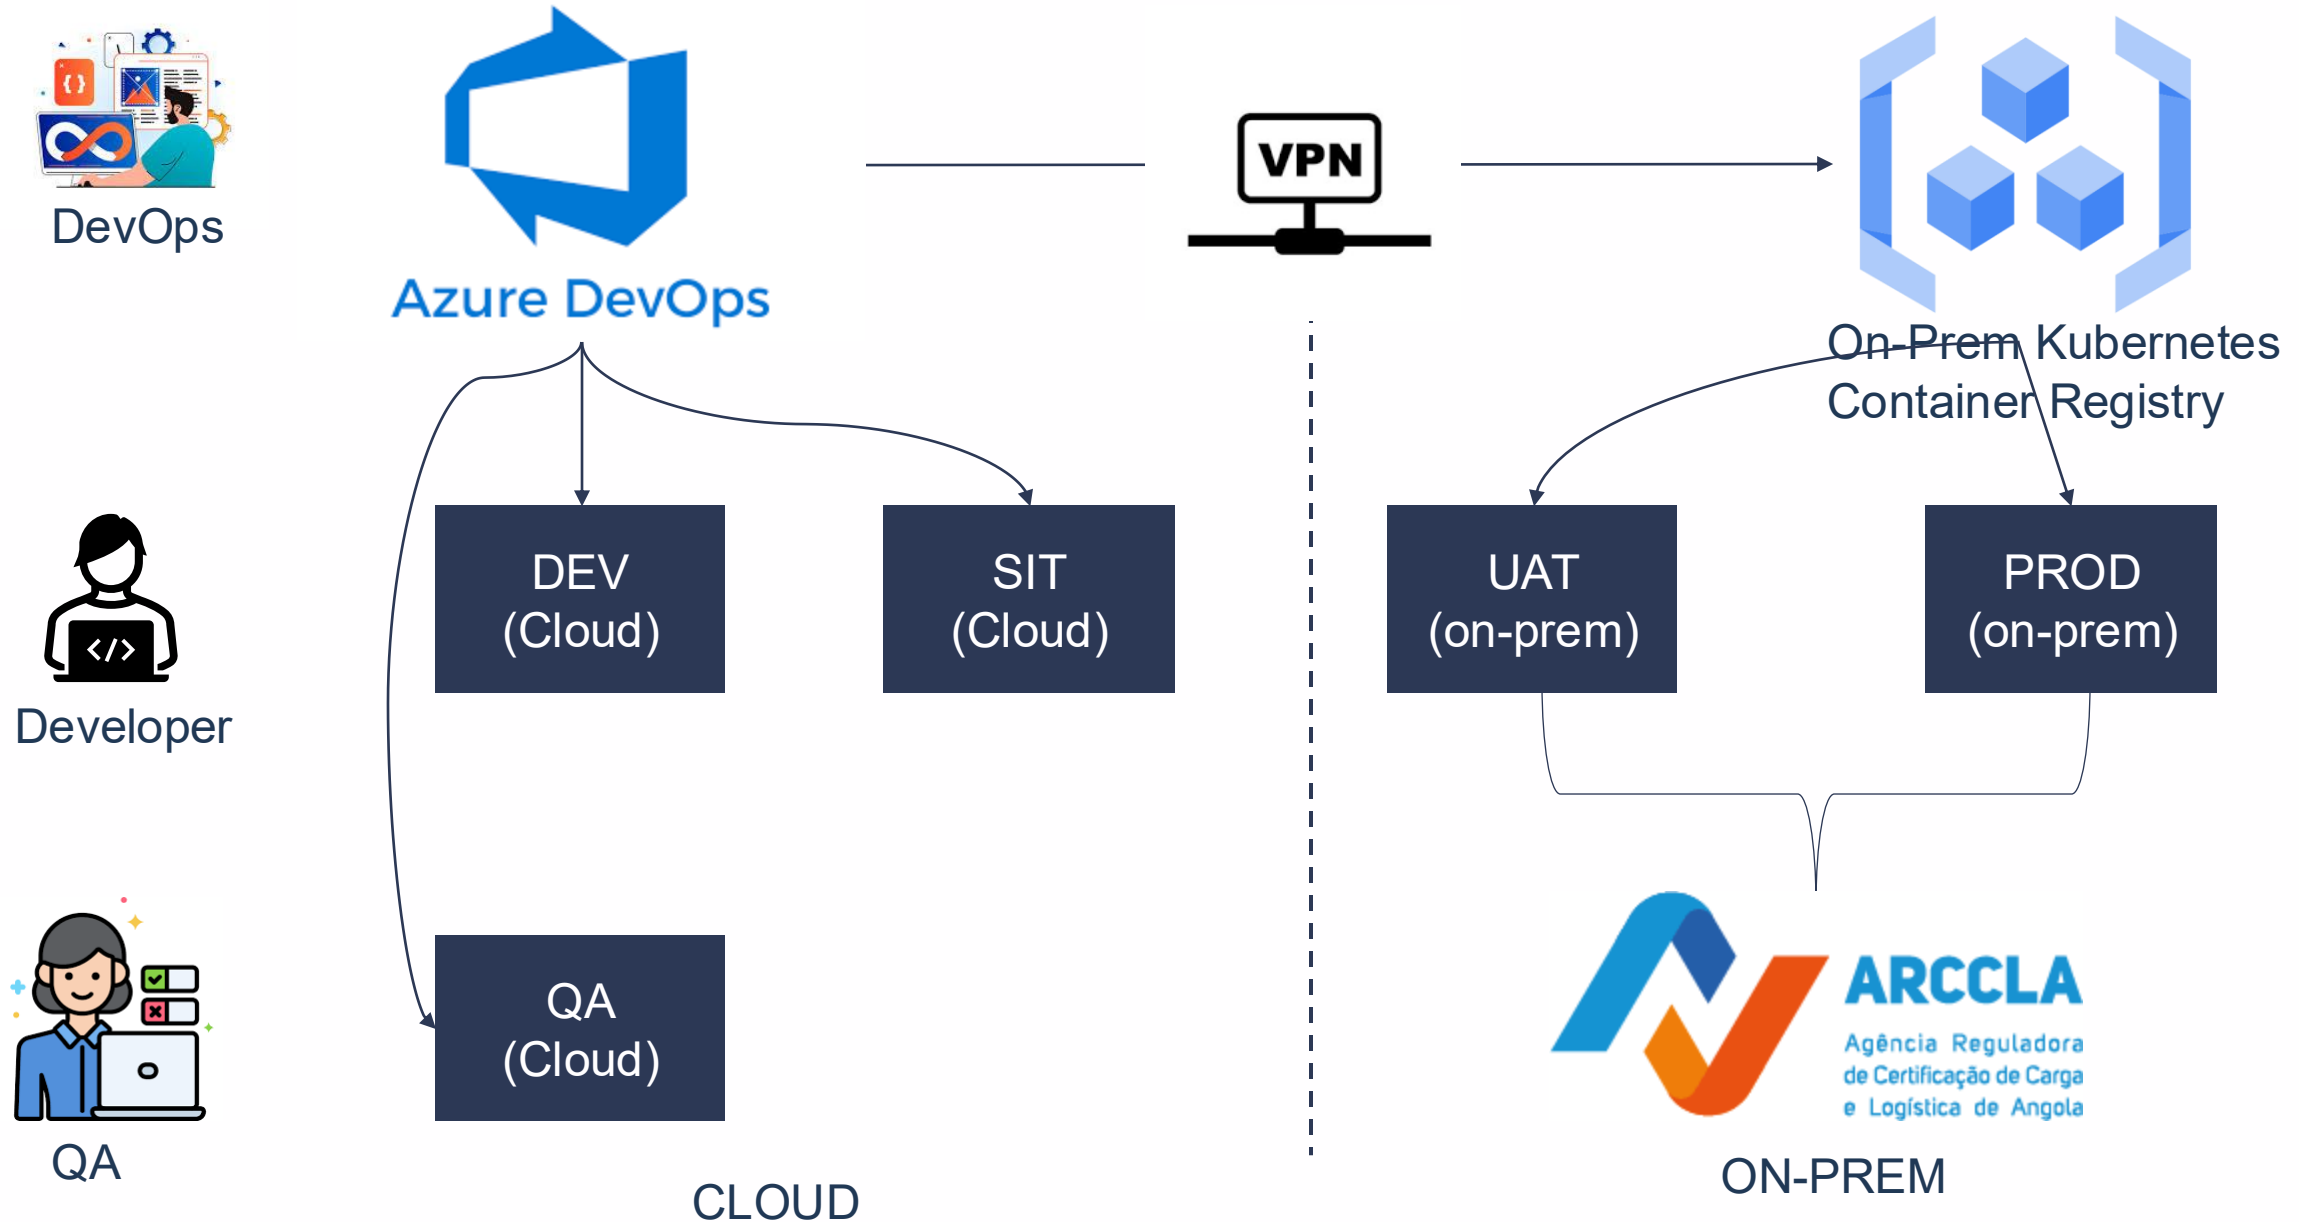 DevOps
Azure DevOps
VPN
On-Prem Kubernetes
Container Registry
Developer
</>
DEV
(Cloud)
SIT
(Cloud)
UAT
(on-prem)
PROD
(on-prem)
QA
QA
(Cloud)
ARCCLA
Agência Reguladora
de Certificação de Carga
e Logística de Angola
CLOUD
ON-PREM